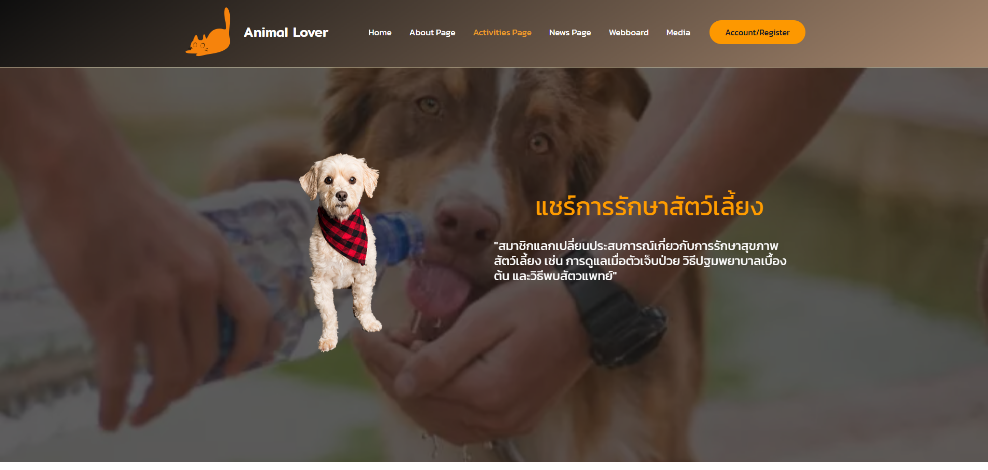 Animal Lover
Home
About Page
Activities Page
News Page
Webboard
Media
Account/Register
แชร์การรักษาสัตว์เลี้ยง
"สมาชิกแลกเปลี่ยนประสบการณ์เกี่ยวกับการรักษาสุขภาพ
สัตว์เลี้ยง เช่น การดูแลเมื่อตัวเจ็บป่วย วิธีปฐมพยาบาลเบื้อง
ต้น และวิธีพบสัตวแพทย์"